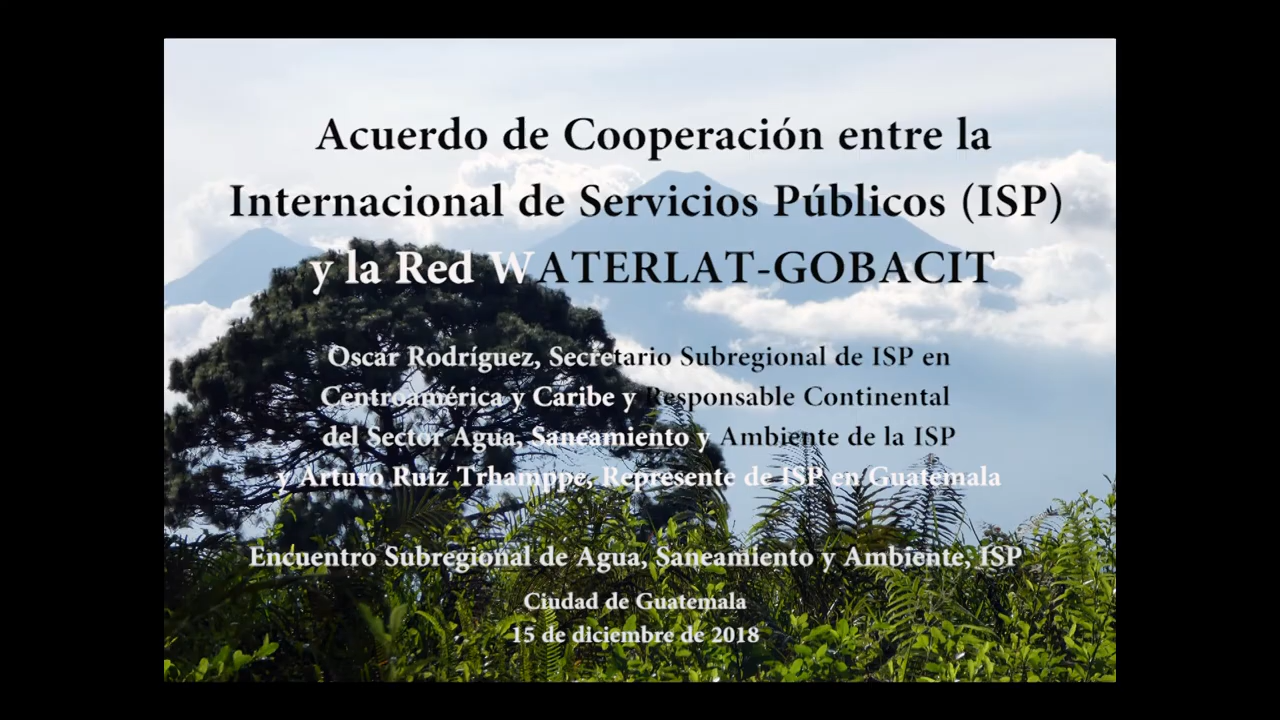 Acuerdo de Cooperación entre la
Internacional de Servicios Públicos (ISP)
y la Red WATERLAT-GOBACIT
Oscar Rodríguez, Secretario Subregional de ISP en
Centroamérica y Caribe y Responsable Continental
del Sector Agua, Saneamiento y Ambiente de la ISP
y Arturo Ruiz Trhamppe, Represente de ISP en Guatemala
Encuentro Subregional de Agua, Saneamiento y Ambiente, ISP
Ciudad de Guatemala
15 de diciembre de 2018